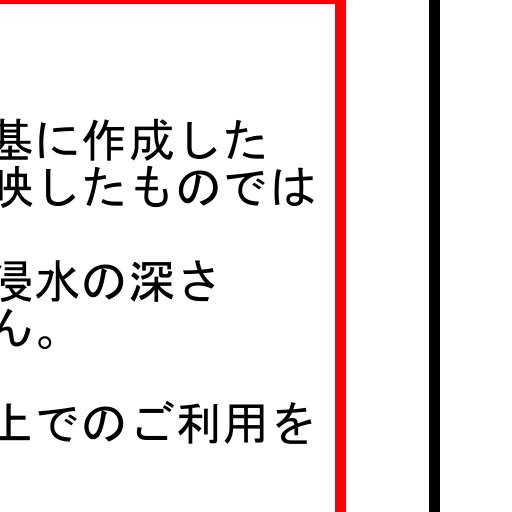 基に作成した
映したものでは
浸水の深さ
ん。
上でのご利用を